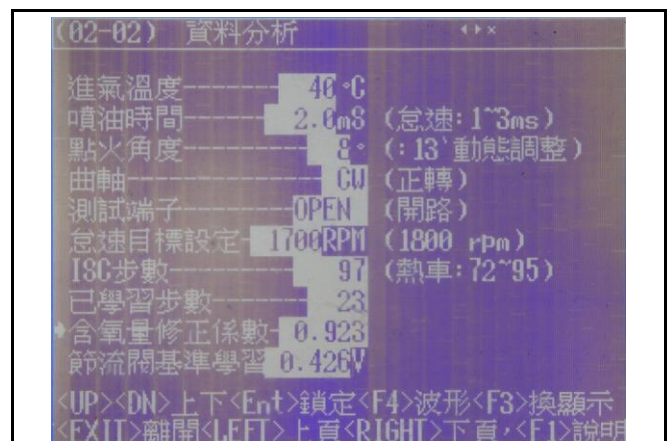 (02-02) 資料分析
進氣溫度------- 40 °C
噴油時間------- 2.0mS (怠速:1~3ms)
點火角度------- 8° (:13`動態調整)
曲軸------- CW (正轉)
測試端子------- OPEN (開路)
怠速目標設定- 1700RPM (1800 rpm)
ISC步數------- 97 (熱車:72~95)
已學習步數------- 23
含氧量修正係數- 0.923
節流閥基準學習 0.426V
<UP><DN>上下<Ent>鎖定<F4>波形<F3>換顯示
<EXIT>離開<LEFT>上頁<RIGHT>下頁,<F1>說明